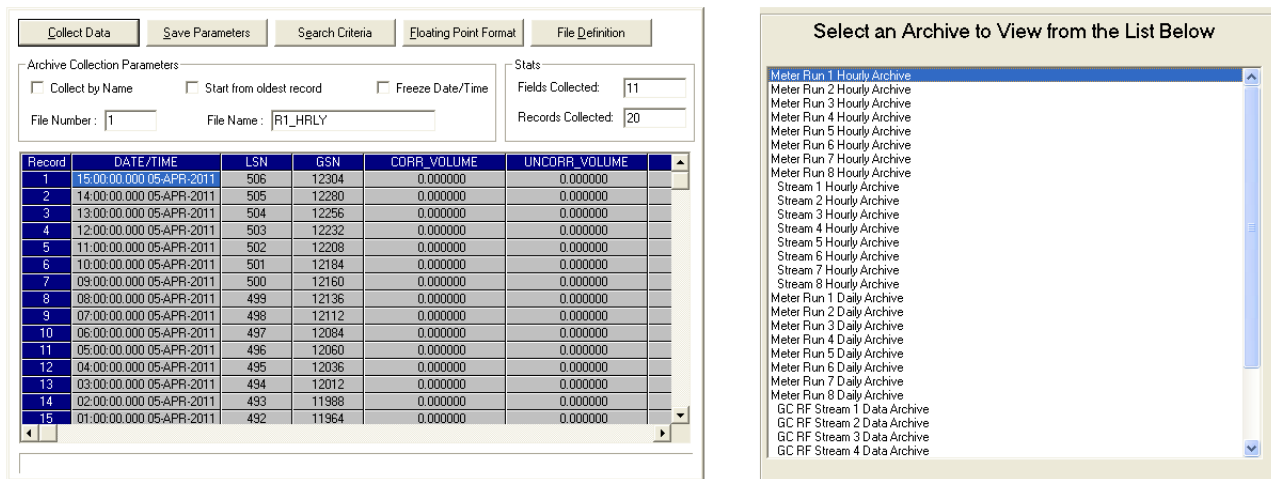 Collect Data Save Parameters Search Criteria Floating Point Format File Definition
Archive Collection Parameters
Collect by Name Start from oldest record Freeze Date/Time
File Number : 1 File Name : R1_HRLY
Stats
Fields Collected: 11
Records Collected: 20
Record DATE/TIME LSN GSN CORR_VOLUME UNCORR_VOLUME
1 15:00:00.000 05-APR-2011 506 12304 0.000000 0.000000
2 14:00:00.000 05-APR-2011 505 12280 0.000000 0.000000
3 13:00:00.000 05-APR-2011 504 12256 0.000000 0.000000
4 12:00:00.000 05-APR-2011 503 12232 0.000000 0.000000
5 11:00:00.000 05-APR-2011 502 12208 0.000000 0.000000
6 10:00:00.000 05-APR-2011 501 12184 0.000000 0.000000
7 09:00:00.000 05-APR-2011 500 12160 0.000000 0.000000
8 08:00:00.000 05-APR-2011 499 12136 0.000000 0.000000
9 07:00:00.000 05-APR-2011 498 12112 0.000000 0.000000
10 06:00:00.000 05-APR-2011 497 12084 0.000000 0.000000
11 05:00:00.000 05-APR-2011 496 12060 0.000000 0.000000
12 04:00:00.000 05-APR-2011 495 12036 0.000000 0.000000
13 03:00:00.000 05-APR-2011 494 12012 0.000000 0.000000
14 02:00:00.000 05-APR-2011 493 11988 0.000000 0.000000
15 01:00:00.000 05-APR-2011 492 11964 0.000000 0.000000
Select an Archive to View from the List Below
Meter Run 1 Hourly Archive
Meter Run 2 Hourly Archive
Meter Run 3 Hourly Archive
Meter Run 4 Hourly Archive
Meter Run 5 Hourly Archive
Meter Run 6 Hourly Archive
Meter Run 7 Hourly Archive
Meter Run 8 Hourly Archive
Stream 1 Hourly Archive
Stream 2 Hourly Archive
Stream 3 Hourly Archive
Stream 4 Hourly Archive
Stream 5 Hourly Archive
Stream 6 Hourly Archive
Stream 7 Hourly Archive
Stream 8 Hourly Archive
Meter Run 1 Daily Archive
Meter Run 2 Daily Archive
Meter Run 3 Daily Archive
Meter Run 4 Daily Archive
Meter Run 5 Daily Archive
Meter Run 6 Daily Archive
Meter Run 7 Daily Archive
Meter Run 8 Daily Archive
GC RF Stream 1 Data Archive
GC RF Stream 2 Data Archive
GC RF Stream 3 Data Archive
GC RF Stream 4 Data Archive